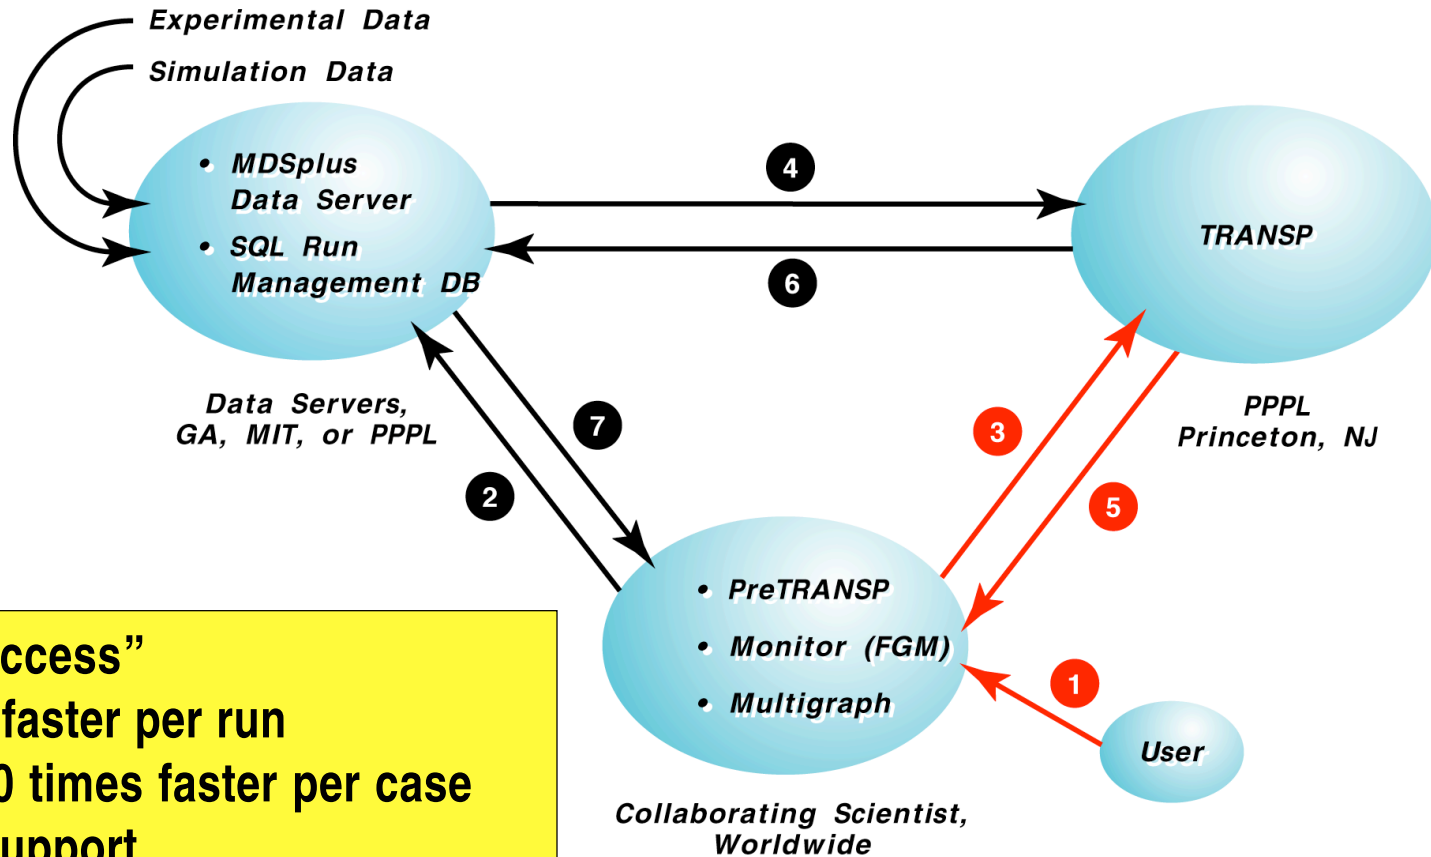 Experimental Data
Simulation Data
• MDSplus
Data Server
• SQL Run
Management DB
4
TRANSP
6
Data Servers,
GA, MIT, or PPPL
PPPL
Princeton, NJ
7
3
2
5
• PreTRANSP
• Monitor (FGM)
• Multigraph
1
User
Collaborating Scientist,
Worldwide
ccess”
faster per run
0 times faster per case
upport